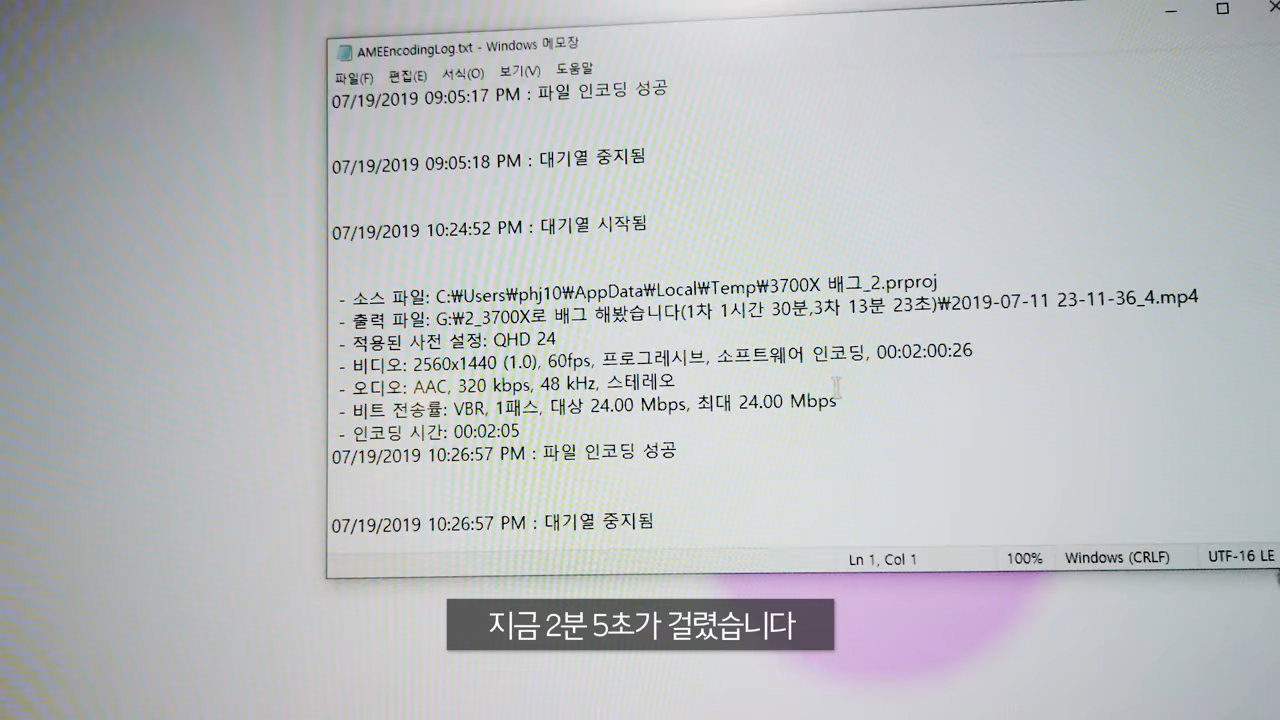 AMEEncodingLog.txt - Windows 메모장
파일(F) 편집(E) 서식(O) 보기(V) 도움말
07/19/2019 09:05:17 PM : 파일 인코딩 성공
07/19/2019 09:05:18 PM : 대기열 중지됨
07/19/2019 10:24:52 PM : 대기열 시작됨
- 소스 파일: C:₩Users₩phj10₩AppData₩Local₩Temp₩3700X 배그_2.prproj
- 출력 파일: G:₩2_3700X로 배그 해봤습니다(1차 1시간 30분,3차 13분 23초)₩2019-07-11 23-11-36_4.mp4
- 적용된 사전 설정: QHD 24
- 비디오: 2560x1440 (1.0), 60fps, 프로그레시브, 소프트웨어 인코딩, 00:02:00:26
- 오디오: AAC, 320 kbps, 48 kHz, 스테레오
- 비트 전송률: VBR, 1패스, 대상 24.00 Mbps, 최대 24.00 Mbps
- 인코딩 시간: 00:02:05
07/19/2019 10:26:57 PM : 파일 인코딩 성공
07/19/2019 10:26:57 PM : 대기열 중지됨
Ln 1, Col 1 100% Windows (CRLF) UTF-16 LE
지금 2분 5초가 걸렸습니다